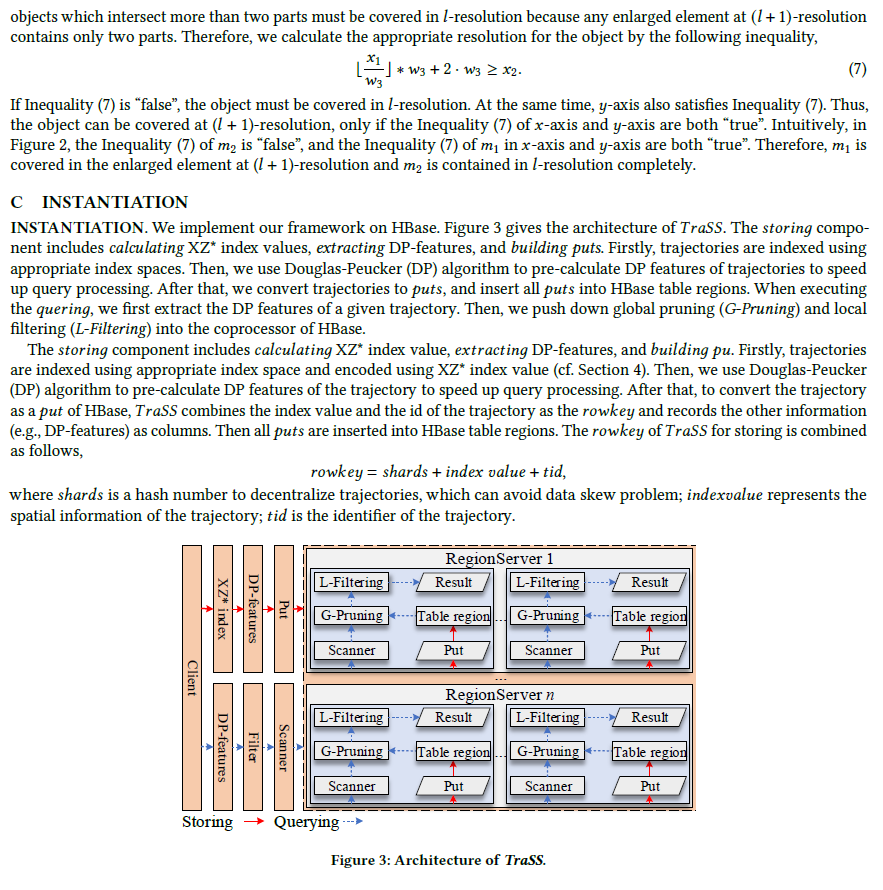 objects which intersect more than two parts must be covered in l-resolution because any enlarged element at (l + 1)-resolution
contains only two parts. Therefore, we calculate the appropriate resolution for the object by the following inequality,
⌊x₁/w₃⌋ ∗ w₃ + 2 · w₃ ≥ x₂. (7)
If Inequality (7) is “false”, the object must be covered in l-resolution. At the same time, y-axis also satisfies Inequality (7). Thus,
the object can be covered at (l + 1)-resolution, only if the Inequality (7) of x-axis and y-axis are both “true”. Intuitively, in
Figure 2, the Inequality (7) of m₂ is “false”, and the Inequality (7) of m₁ in x-axis and y-axis are both “true”. Therefore, m₁ is
covered in the enlarged element at (l + 1)-resolution and m₂ is contained in l-resolution completely.
C INSTANTIATION
INSTANTIATION. We implement our framework on HBase. Figure 3 gives the architecture of TraSS. The storing compo-
nent includes calculating XZ* index values, extracting DP-features, and building puts. Firstly, trajectories are indexed using
appropriate index spaces. Then, we use Douglas-Peucker (DP) algorithm to pre-calculate DP features of trajectories to speed
up query processing. After that, we convert trajectories to puts, and insert all puts into HBase table regions. When executing
the quering, we first extract the DP features of a given trajectory. Then, we push down global pruning (G-Pruning) and local
filtering (L-Filtering) into the coprocessor of HBase.
The storing component includes calculating XZ* index value, extracting DP-features, and building pu. Firstly, trajectories
are indexed using appropriate index space and encoded using XZ* index value (cf. Section 4). Then, we use Douglas-Peucker
(DP) algorithm to pre-calculate DP features of the trajectory to speed up query processing. After that, to convert the trajectory
as a put of HBase, TraSS combines the index value and the id of the trajectory as the rowkey and records the other information
(e.g., DP-features) as columns. Then all puts are inserted into HBase table regions. The rowkey of TraSS for storing is combined
as follows,
rowkey = shards + index value + tid,
where shards is a hash number to decentralize trajectories, which can avoid data skew problem; indexvalue represents the
spatial information of the trajectory; tid is the identifier of the trajectory.
Client
XZ* index
DP-features
Put
DP-features
Filter
Scanner
RegionServer 1
L-Filtering Result L-Filtering Result
G-Pruning Table region ... G-Pruning Table region
Scanner Put Scanner Put
...
RegionServer n
L-Filtering Result L-Filtering Result
G-Pruning Table region ... G-Pruning Table region
Scanner Put Scanner Put
Storing Querying
Figure 3: Architecture of TraSS.